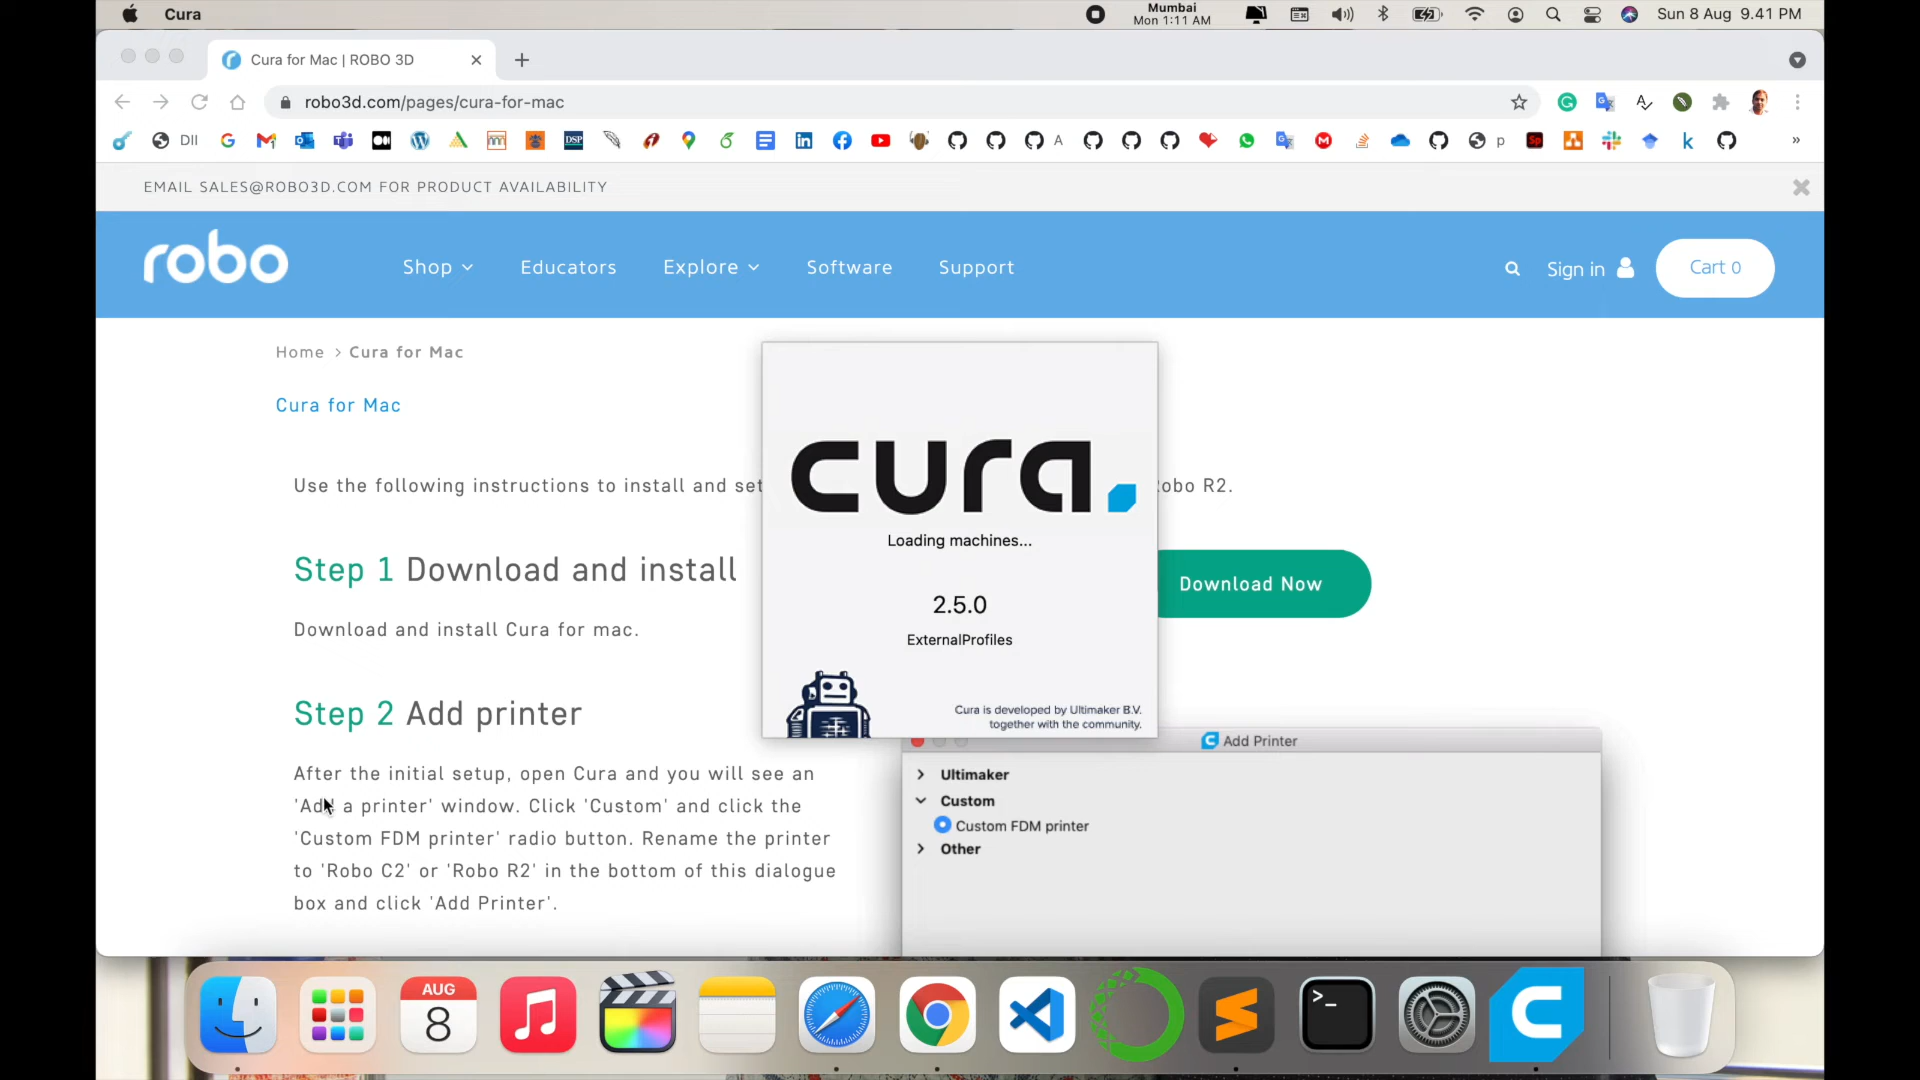 Cura
Mumbai
Mon 1:11 AM
Sun 8 Aug 9.41 PM
Cura for Mac | ROBO 3D
robo3d.com/pages/cura-for-mac
DII
A
p
EMAIL SALES@ROBO3D.COM FOR PRODUCT AVAILABILITY
robo
Shop
Educators
Explore
Software
Support
Sign in
Cart 0
Home > Cura for Mac
Cura for Mac
Use the following instructions to install and set
obo R2.
cura.
Loading machines...
2.5.0
ExternalProfiles
Cura is developed by Ultimaker B.V.
together with the community.
Step 1 Download and install
Download Now
Download and install Cura for mac.
Step 2 Add printer
After the initial setup, open Cura and you will see an
'Add a printer' window. Click 'Custom' and click the
'Custom FDM printer' radio button. Rename the printer
to 'Robo C2' or 'Robo R2' in the bottom of this dialogue
box and click 'Add Printer'.
Add Printer
Ultimaker
Custom
Custom FDM printer
Other
AUG
8